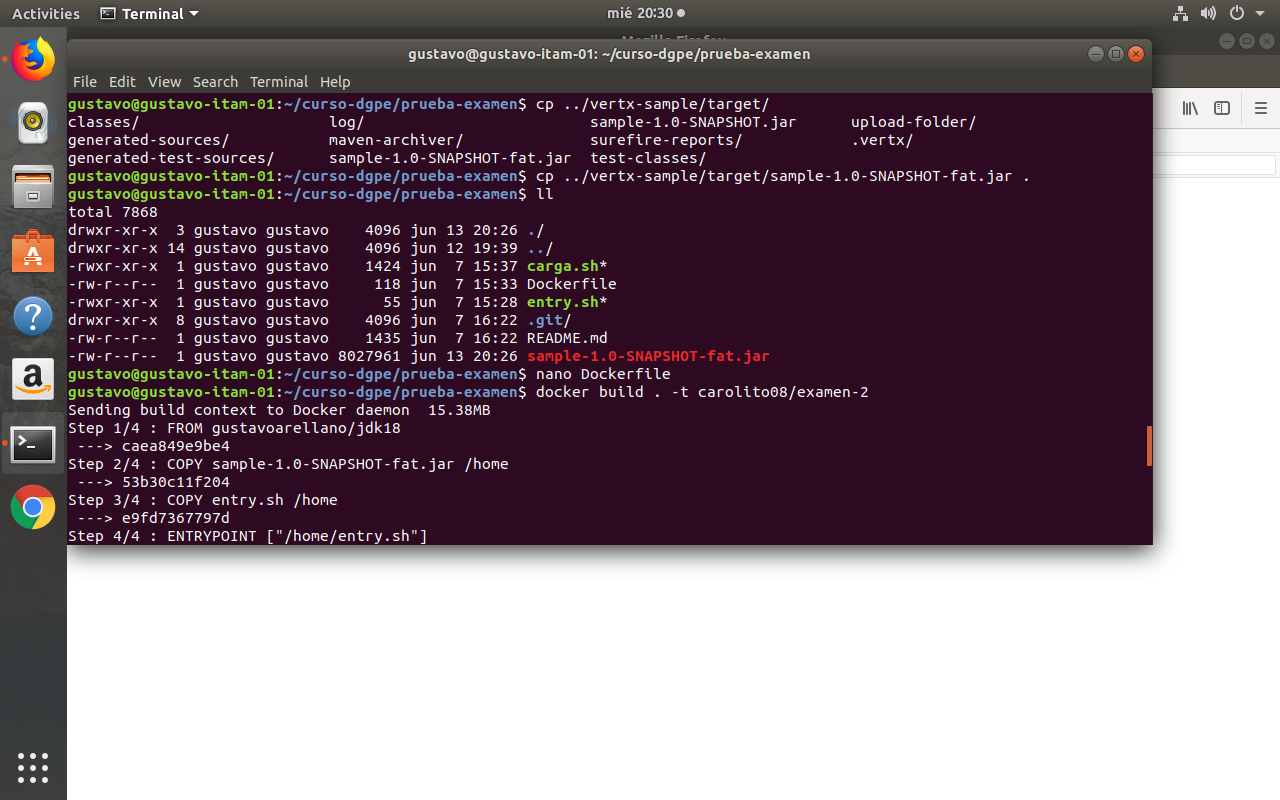 Activities Terminal mié 20:30
Mozilla Firefox
gustavo@gustavo-itam-01: ~/curso-dgpe/prueba-examen
File Edit View Search Terminal Help
gustavo@gustavo-itam-01:~/curso-dgpe/prueba-examen$ cp ../vertx-sample/target/
classes/ log/ sample-1.0-SNAPSHOT.jar upload-folder/
generated-sources/ maven-archiver/ surefire-reports/ .vertx/
generated-test-sources/ sample-1.0-SNAPSHOT-fat.jar test-classes/
gustavo@gustavo-itam-01:~/curso-dgpe/prueba-examen$ cp ../vertx-sample/target/sample-1.0-SNAPSHOT-fat.jar .
gustavo@gustavo-itam-01:~/curso-dgpe/prueba-examen$ ll
total 7868
drwxr-xr-x  3 gustavo gustavo    4096 jun 13 20:26 ./
drwxr-xr-x 14 gustavo gustavo    4096 jun 12 19:39 ../
-rwxr-xr-x  1 gustavo gustavo    1424 jun  7 15:37 carga.sh*
-rw-r--r--  1 gustavo gustavo     118 jun  7 15:33 Dockerfile
-rwxr-xr-x  1 gustavo gustavo      55 jun  7 15:28 entry.sh*
drwxr-xr-x  8 gustavo gustavo    4096 jun  7 16:22 .git/
-rw-r--r--  1 gustavo gustavo    1435 jun  7 16:22 README.md
-rw-r--r--  1 gustavo gustavo 8027961 jun 13 20:26 sample-1.0-SNAPSHOT-fat.jar
gustavo@gustavo-itam-01:~/curso-dgpe/prueba-examen$ nano Dockerfile
gustavo@gustavo-itam-01:~/curso-dgpe/prueba-examen$ docker build . -t carolito08/examen-2
Sending build context to Docker daemon  15.38MB
Step 1/4 : FROM gustavoarellano/jdk18
 ---> caea849e9be4
Step 2/4 : COPY sample-1.0-SNAPSHOT-fat.jar /home
 ---> 53b30c11f204
Step 3/4 : COPY entry.sh /home
 ---> e9fd7367797d
Step 4/4 : ENTRYPOINT ["/home/entry.sh"]